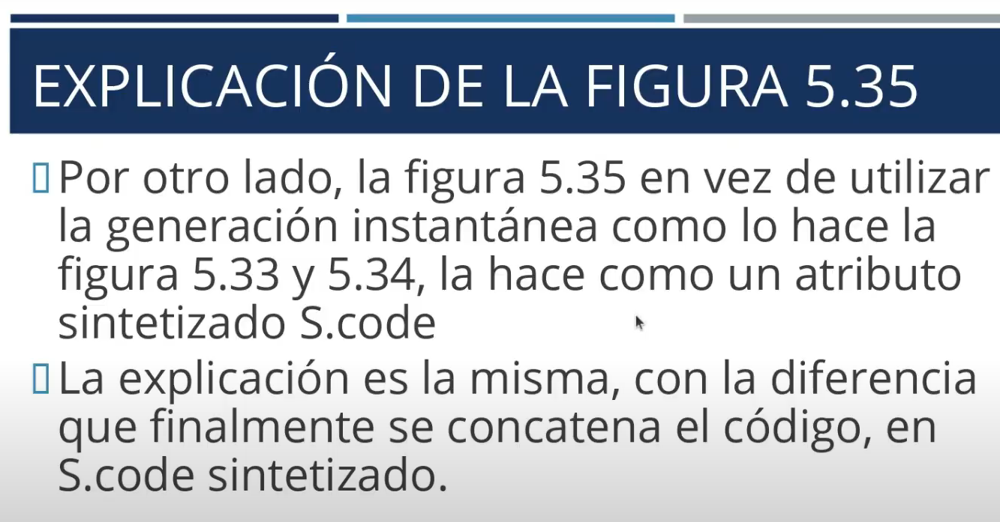 EXPLICACIÓN DE LA FIGURA 5.35
Por otro lado, la figura 5.35 en vez de utilizar
la generación instantánea como lo hace la
figura 5.33 y 5.34, la hace como un atributo
sintetizado S.code
La explicación es la misma, con la diferencia
que finalmente se concatena el código, en
S.code sintetizado.